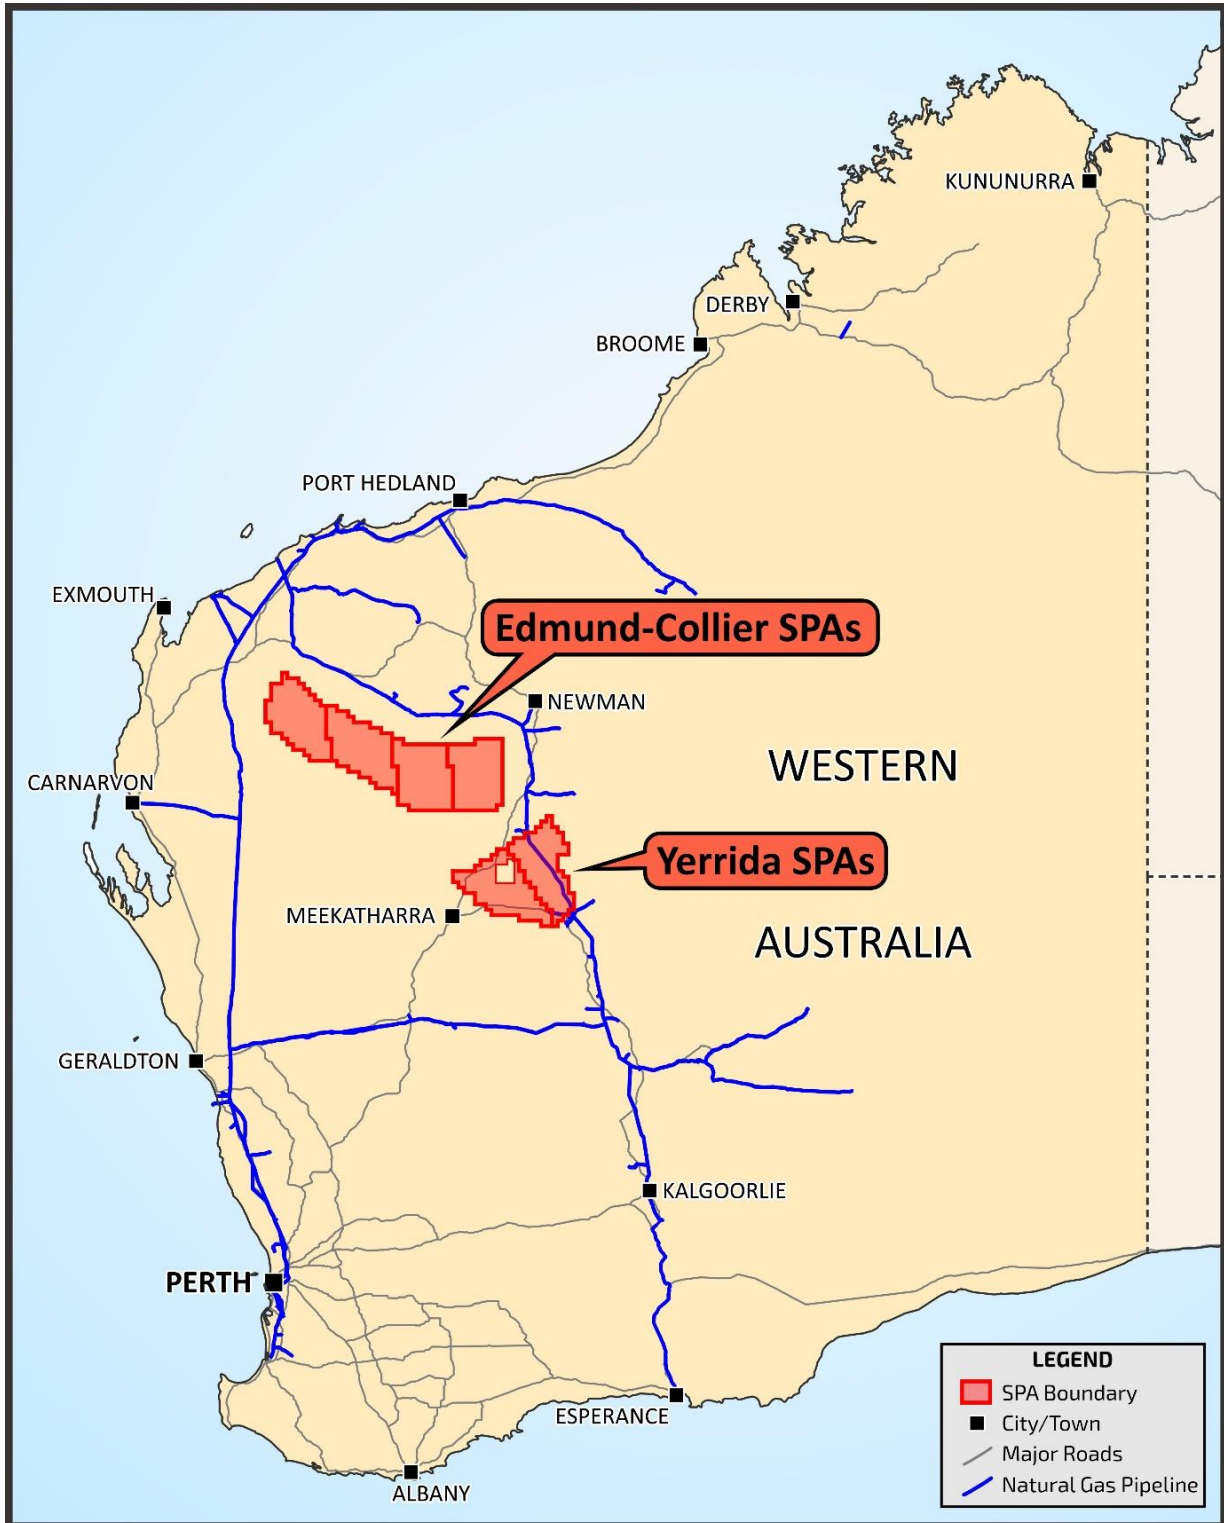 KUNUNURRA
DERBY
BROOME
PORT HEDLAND
EXMOUTH
Edmund-Collier SPAs
NEWMAN
WESTERN
CARNARVON
Yerrida SPAs
MEEKATHARRA
AUSTRALIA
GERALDTON
KALGOORLIE
PERTH
ESPERANCE
ALBANY
LEGEND
SPA Boundary
City/Town
Major Roads
Natural Gas Pipeline